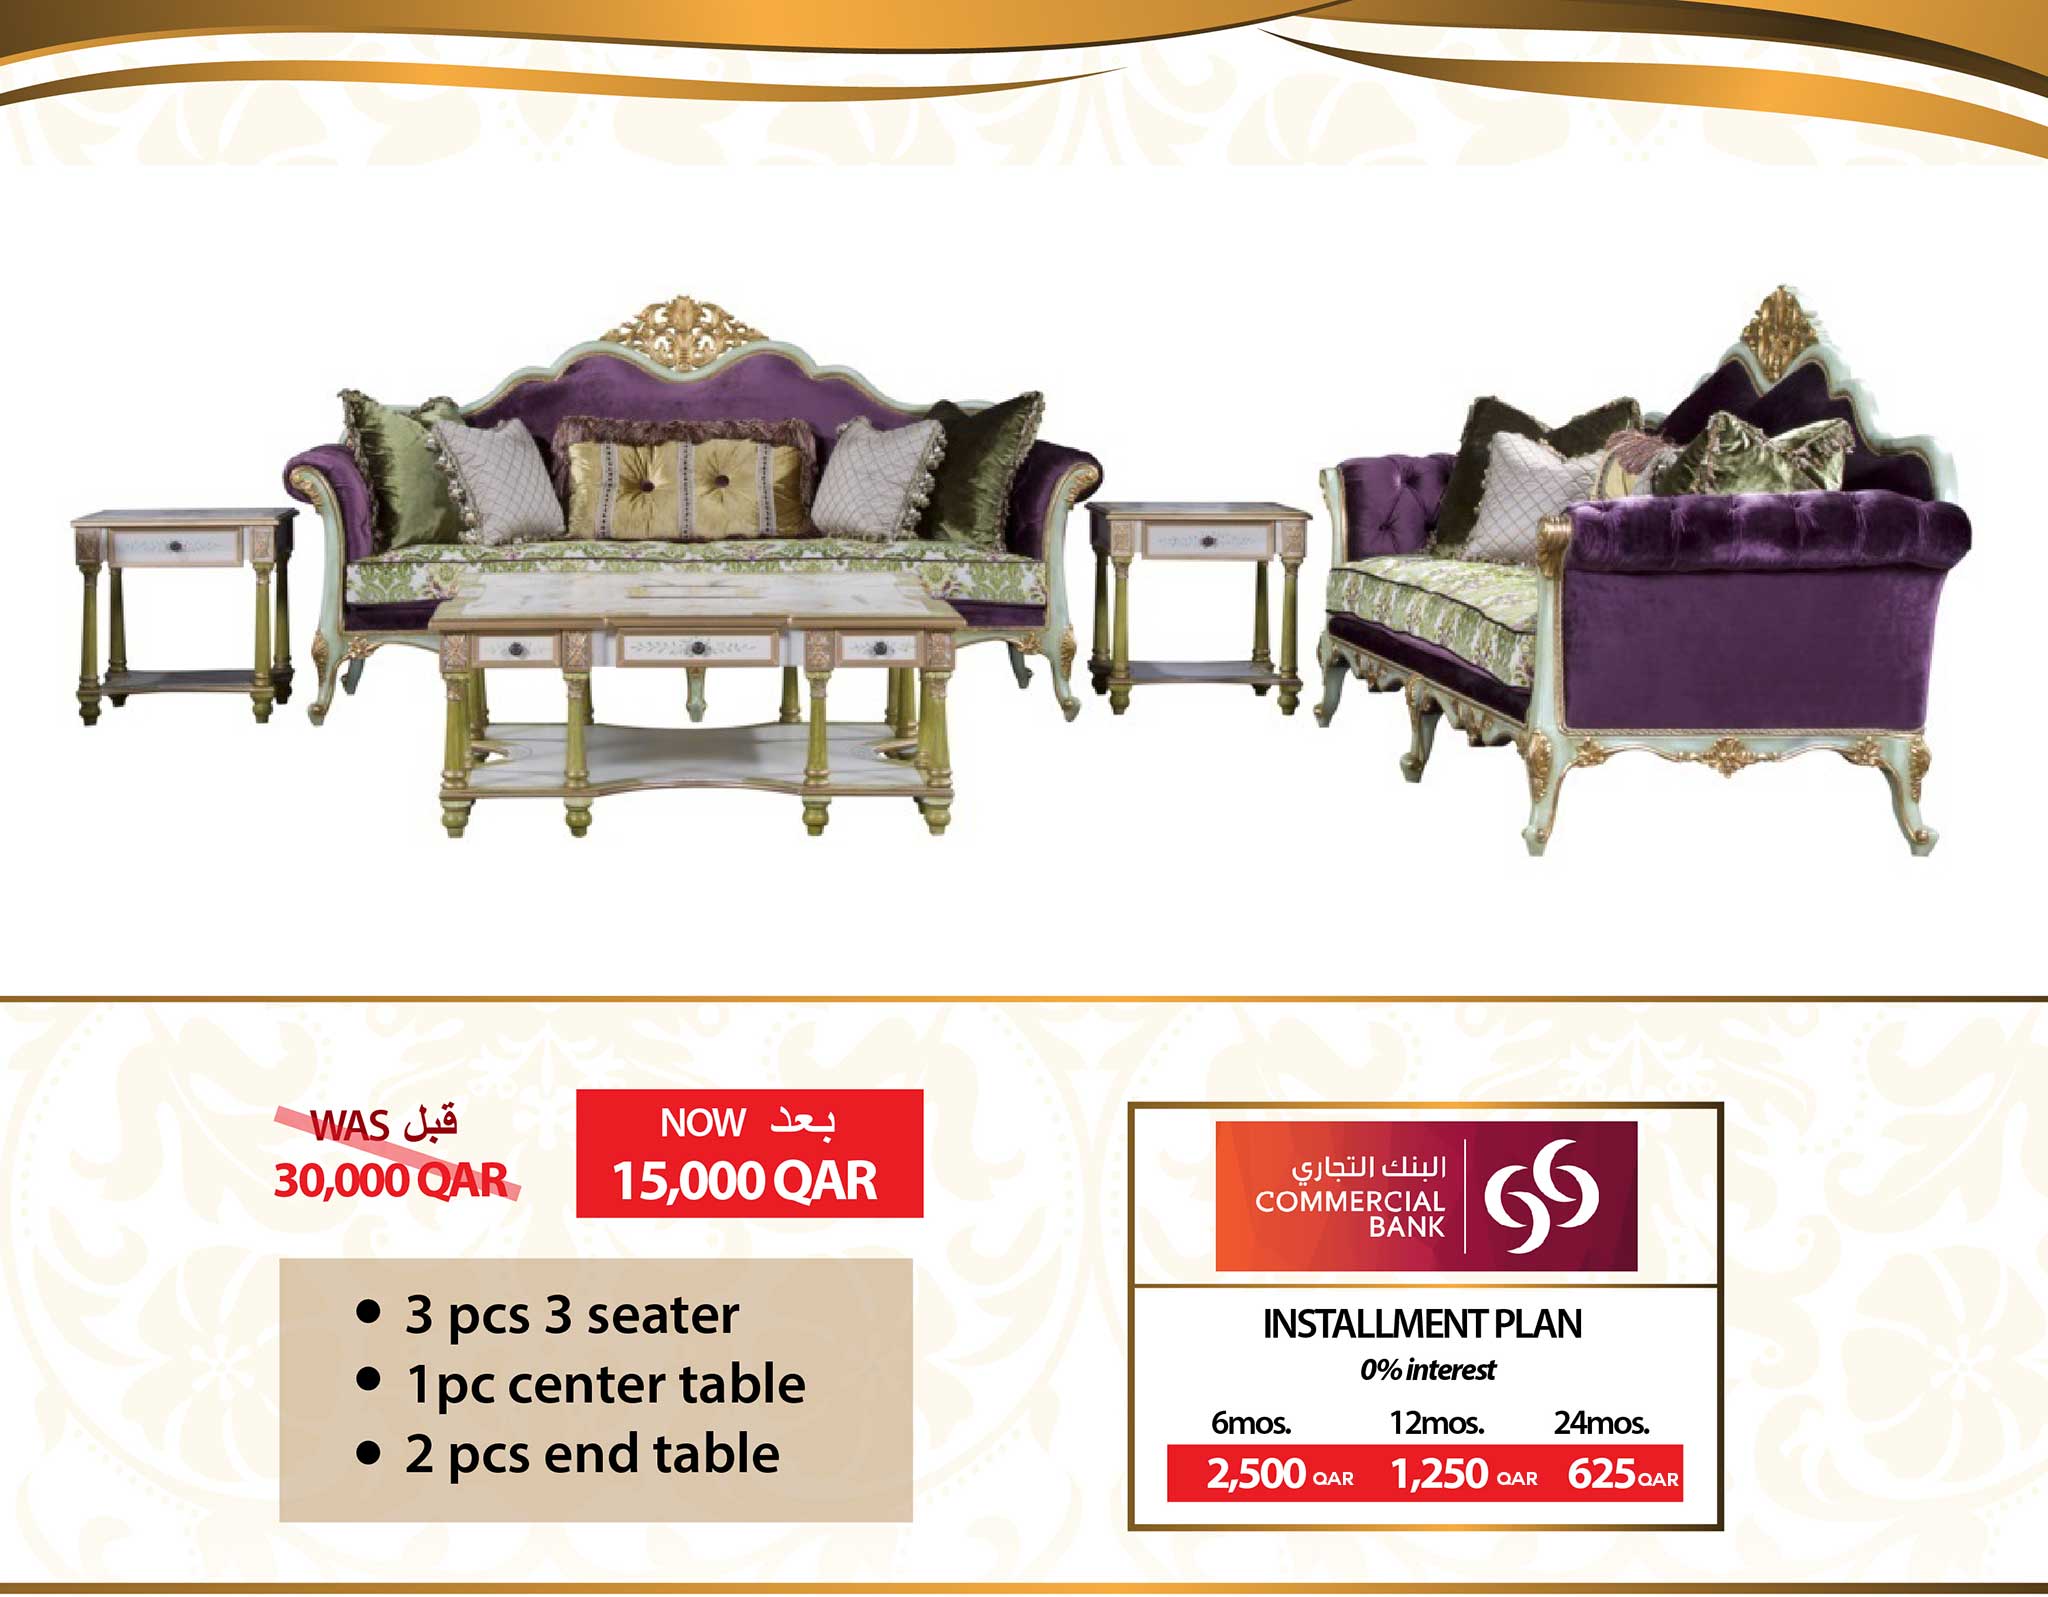 WAS قبل
30,000 QAR
NOW بعد
15,000 QAR
• 3 pcs 3 seater
• 1pc center table
• 2 pcs end table
البنك التجاري
COMMERCIAL
BANK
INSTALLMENT PLAN
0% interest
6mos. 12mos. 24mos.
2,500 QAR 1,250 QAR 625 QAR